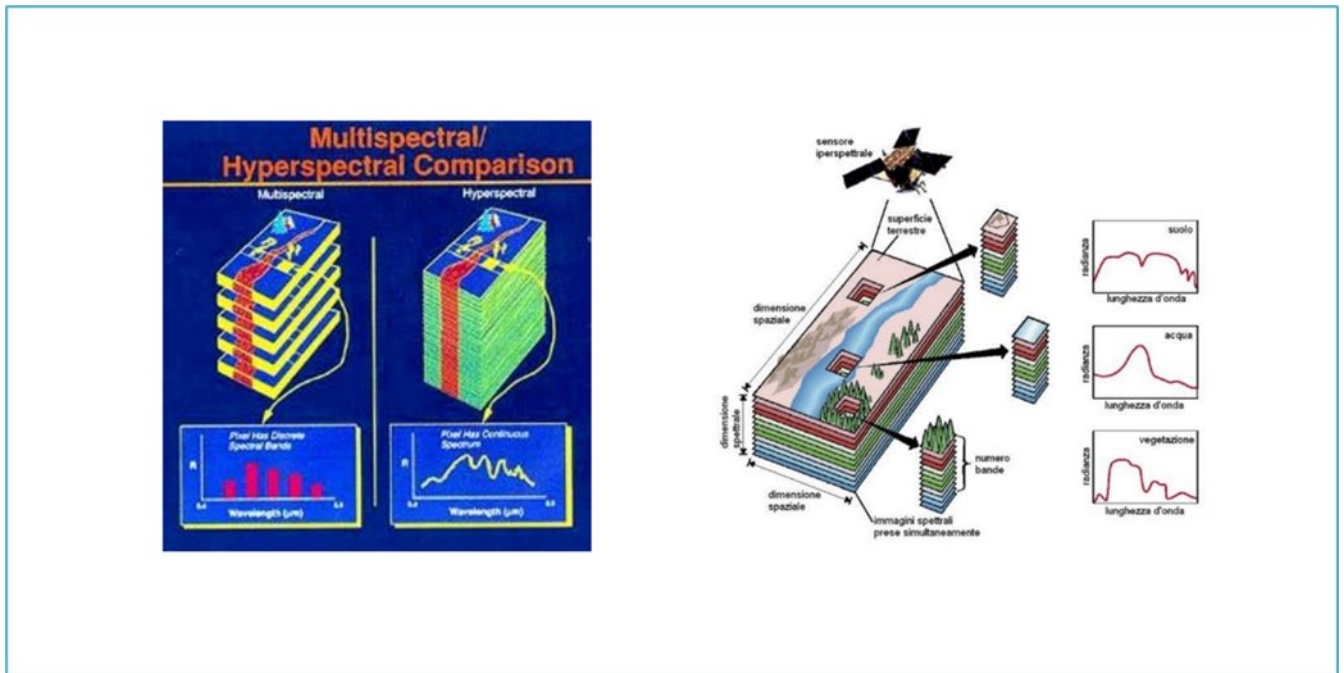 Multispectral/
Hyperspectral Comparison
Multispectral
Hyperspectral
Pixel Has Discrete
Spectral Bands
R
Wavelength (μm)
Pixel Has Continuous
Spectrum
R
Wavelength (μm)
sensore
iperspettrale
superficie
terrestre
dimensione
spaziale
dimensione
spettrale
dimensione
spaziale
numero
bande
immagini spettrali
prese simultaneamente
suolo
radianza
lunghezza d'onda
acqua
radianza
lunghezza d'onda
vegetazione
radianza
lunghezza d'onda